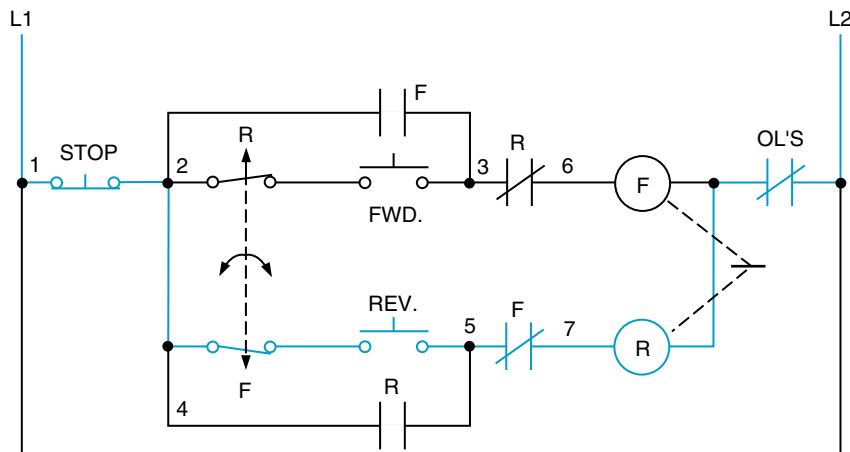 L1 L2
F
STOP R R OL'S
1 2 3 6
F
FWD.
REV. F
5 7
R
F R
4